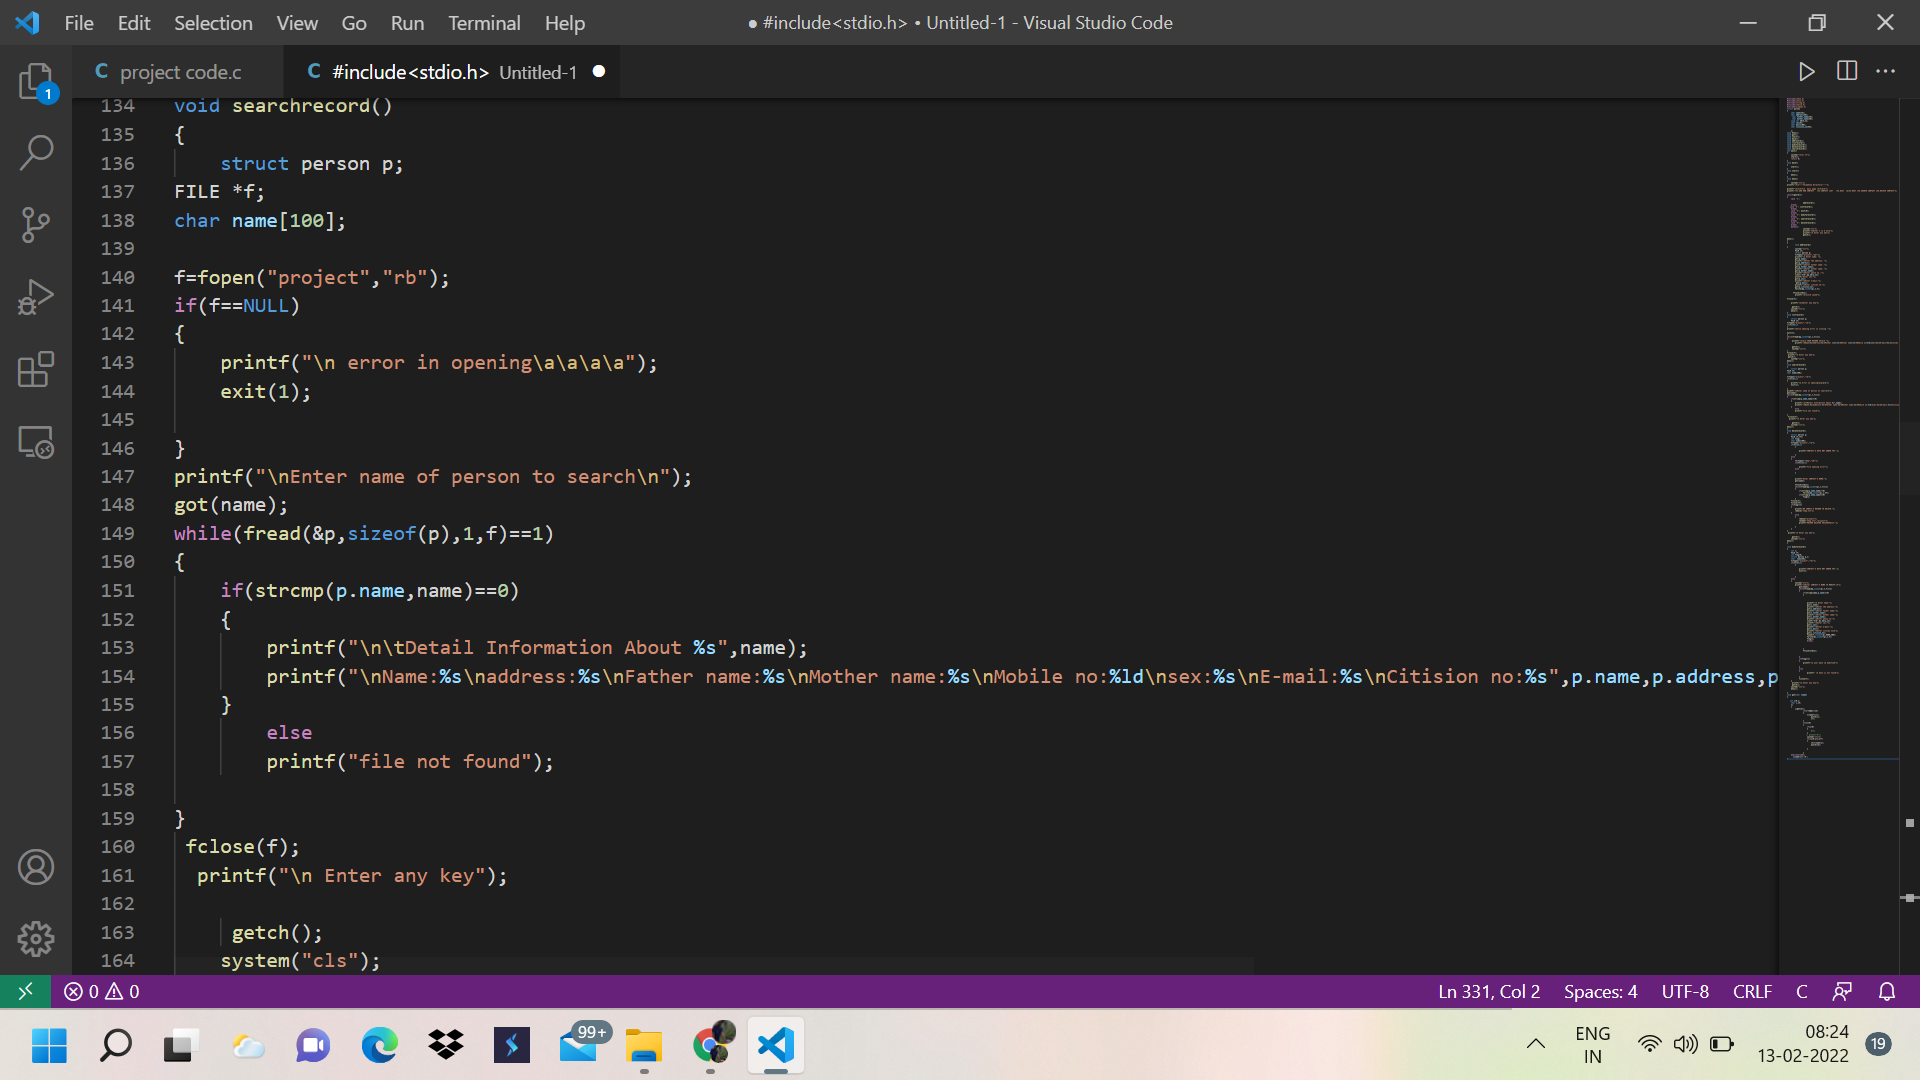 File Edit Selection View Go Run Terminal Help
● #include<stdio.h> • Untitled-1 - Visual Studio Code
C project code.c
C #include<stdio.h> Untitled-1
1
134 void searchrecord()
135 {
136 struct person p;
137 FILE *f;
138 char name[100];
139
140 f=fopen("project","rb");
141 if(f==NULL)
142 {
143 printf("\n error in opening\a\a\a\a");
144 exit(1);
145
146 }
147 printf("\nEnter name of person to search\n");
148 got(name);
149 while(fread(&p,sizeof(p),1,f)==1)
150 {
151 if(strcmp(p.name,name)==0)
152 {
153 printf("\n\tDetail Information About %s",name);
154 printf("\nName:%s\naddress:%s\nFather name:%s\nMother name:%s\nMobile no:%ld\nsex:%s\nE-mail:%s\nCitision no:%s",p.name,p.address,p
155 }
156 else
157 printf("file not found");
158
159 }
160 fclose(f);
161 printf("\n Enter any key");
162
163 getch();
164 system("cls");
0 0
Ln 331, Col 2 Spaces: 4 UTF-8 CRLF C
99+
ENG
IN
08:24
13-02-2022
19